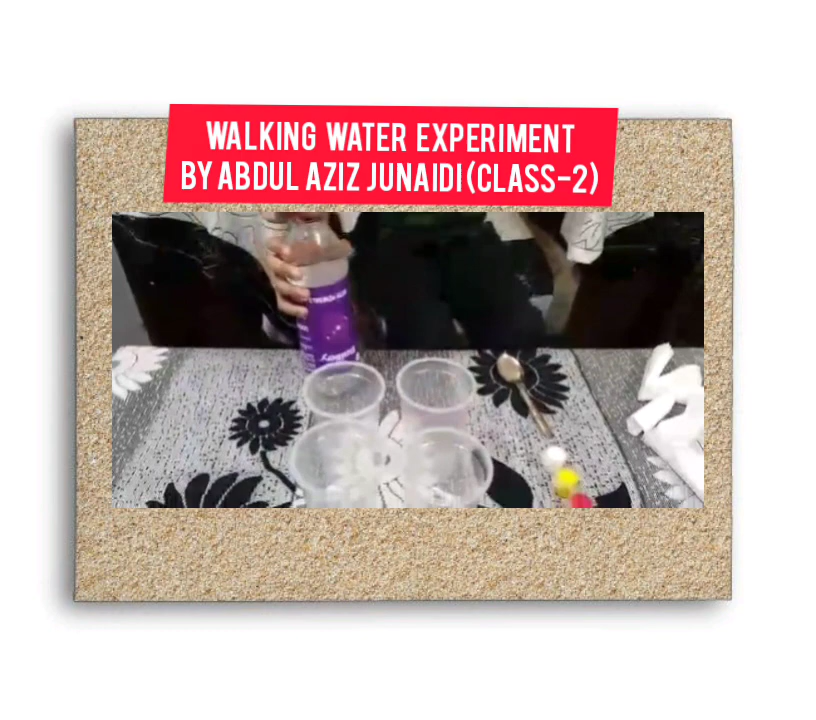 WALKING WATER EXPERIMENT
BY ABDUL AZIZ JUNAIDI (CLASS-2)